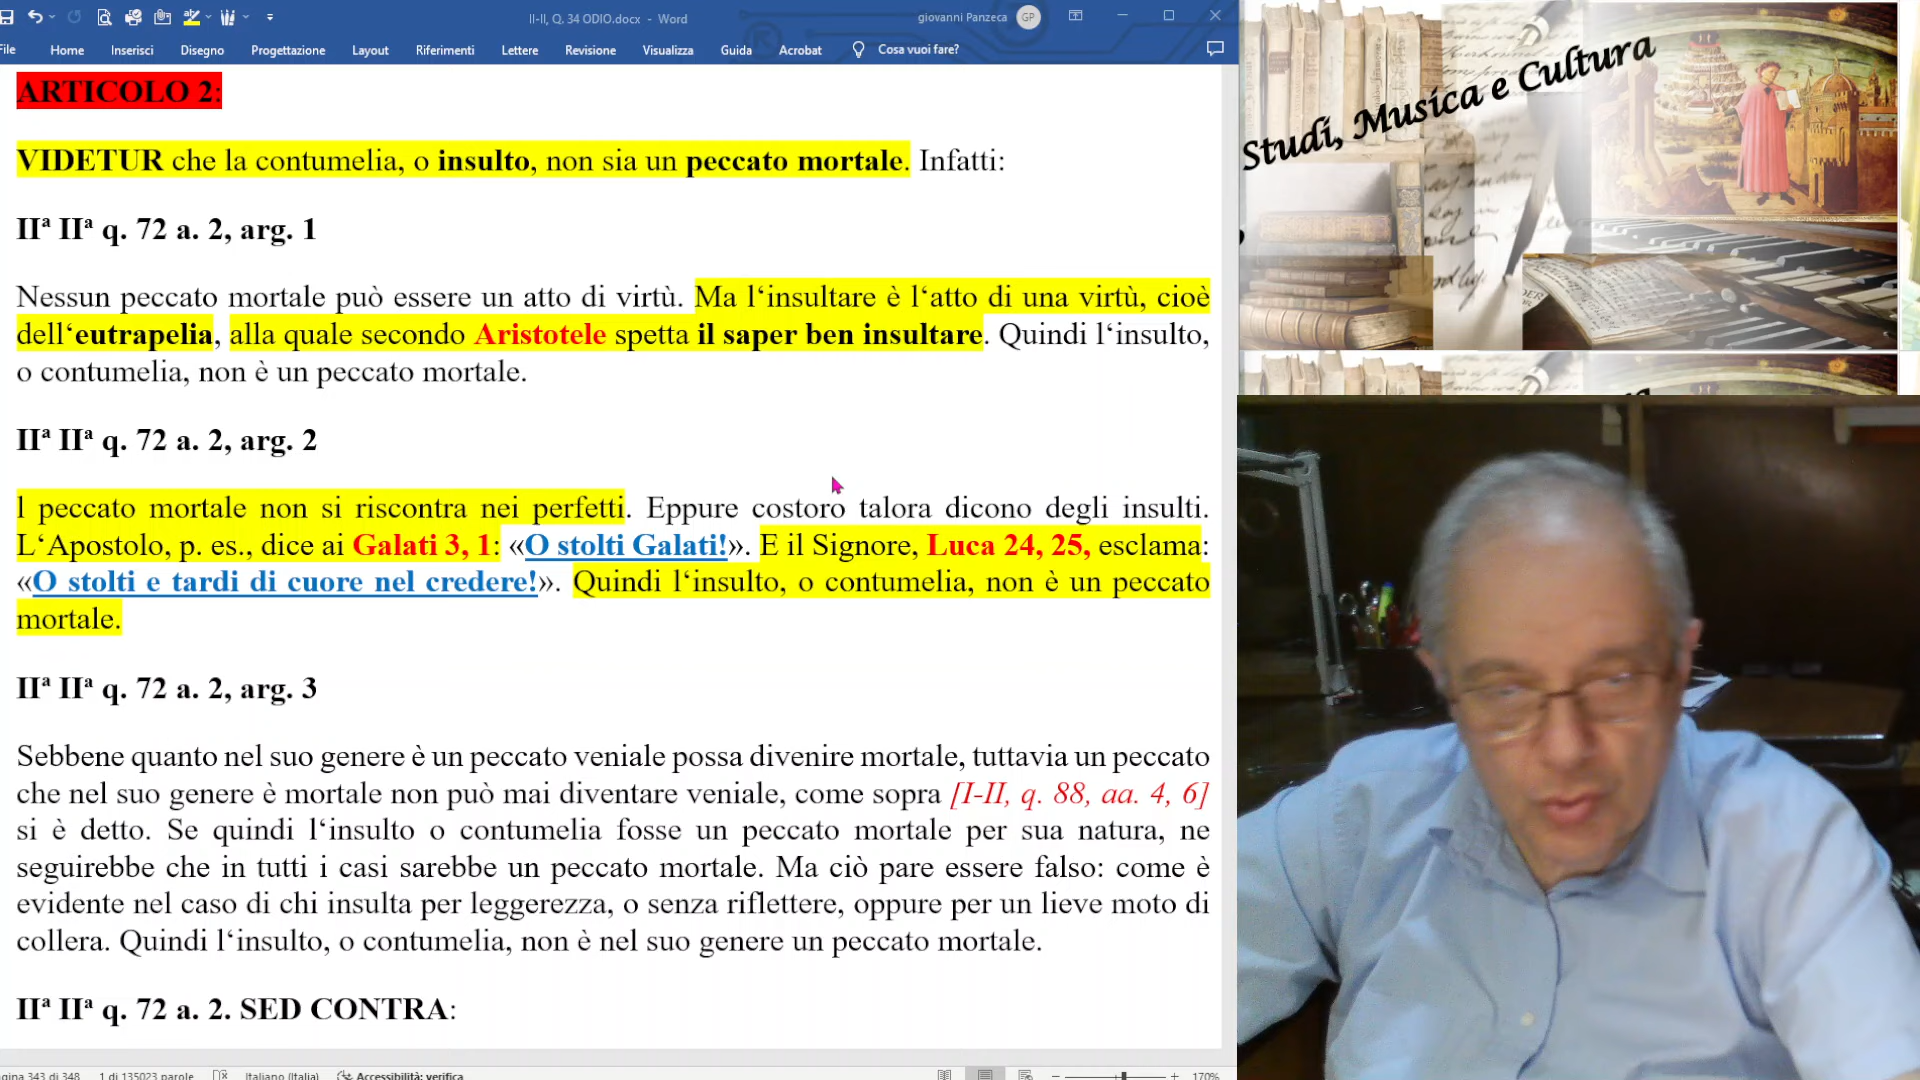 II-II, Q. 34 ODIO.docx - Word
giovanni Panzeca
GP
File
Home
Inserisci
Disegno
Progettazione
Layout
Riferimenti
Lettere
Revisione
Visualizza
Guida
Acrobat
Cosa vuoi fare?
ARTICOLO 2:
VIDETUR che la contumelia, o insulto, non sia un peccato mortale. Infatti:
IIª IIª q. 72 a. 2, arg. 1
Nessun peccato mortale può essere un atto di virtù. Ma l‘insultare è l‘atto di una virtù, cioè
dell‘eutrapelia, alla quale secondo Aristotele spetta il saper ben insultare. Quindi l‘insulto,
o contumelia, non è un peccato mortale.
IIª IIª q. 72 a. 2, arg. 2
l peccato mortale non si riscontra nei perfetti. Eppure costoro talora dicono degli insulti.
L‘Apostolo, p. es., dice ai Galati 3, 1: «O stolti Galati!». E il Signore, Luca 24, 25, esclama:
«O stolti e tardi di cuore nel credere!». Quindi l‘insulto, o contumelia, non è un peccato
mortale.
IIª IIª q. 72 a. 2, arg. 3
Sebbene quanto nel suo genere è un peccato veniale possa divenire mortale, tuttavia un peccato
che nel suo genere è mortale non può mai diventare veniale, come sopra [I-II, q. 88, aa. 4, 6]
si è detto. Se quindi l‘insulto o contumelia fosse un peccato mortale per sua natura, ne
seguirebbe che in tutti i casi sarebbe un peccato mortale. Ma ciò pare essere falso: come è
evidente nel caso di chi insulta per leggerezza, o senza riflettere, oppure per un lieve moto di
collera. Quindi l‘insulto, o contumelia, non è nel suo genere un peccato mortale.
IIª IIª q. 72 a. 2. SED CONTRA:
gina 343 di 348
1 di 135023 parole
Italiano (Italia)
Accessibilità: verifica
170%
Studi, Musica e Cultura